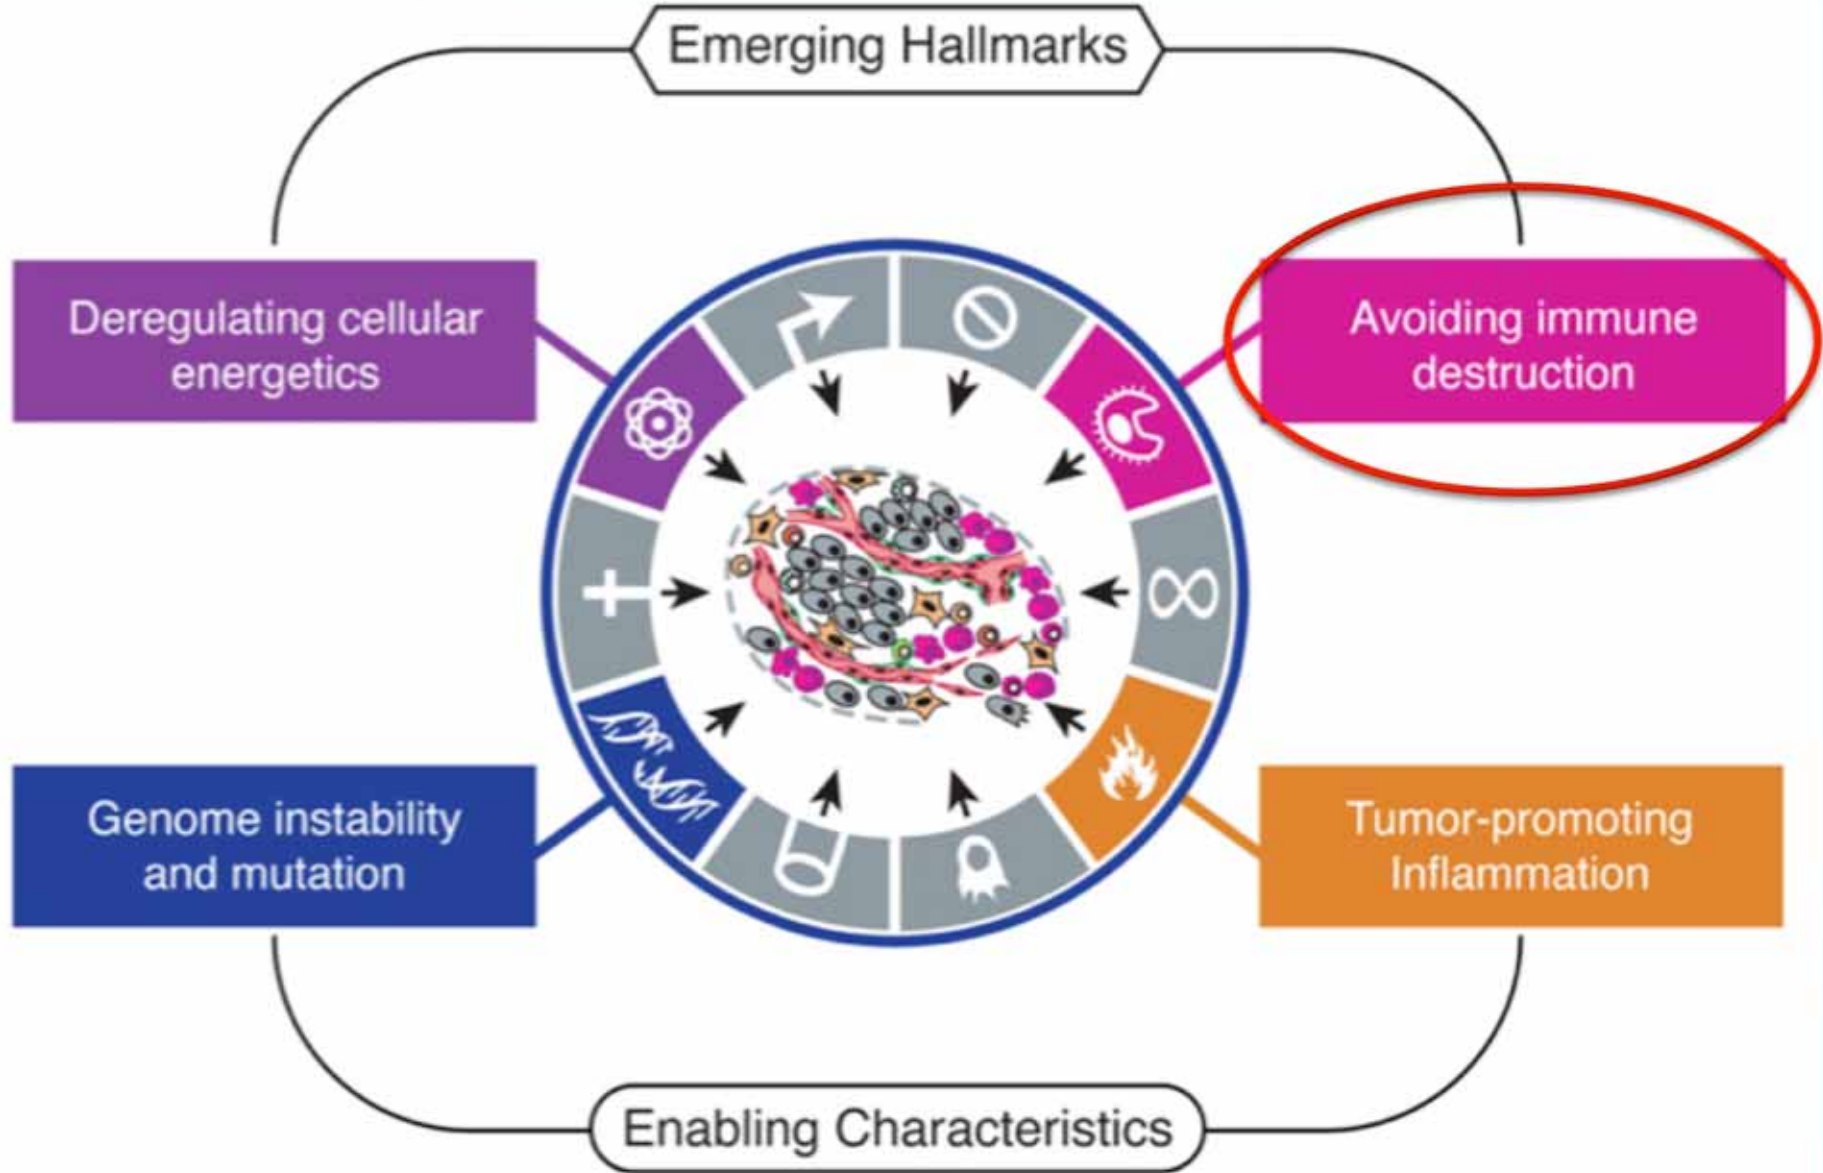 Emerging Hallmarks
Deregulating cellular
energetics
Avoiding immune
destruction
Genome instability
and mutation
Tumor-promoting
Inflammation
Enabling Characteristics